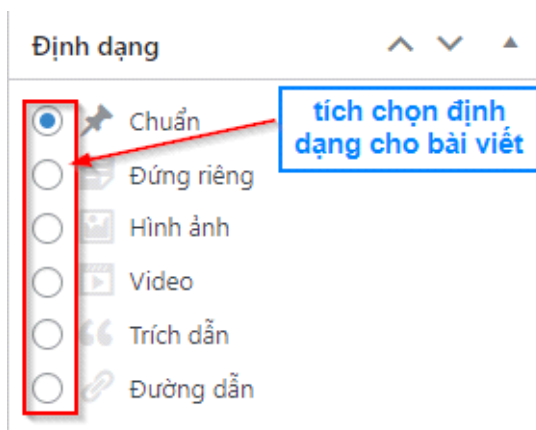 Định dạng
Chuẩn
tích chọn định
dạng cho bài viết
Đứng riêng
Hình ảnh
Video
Trích dẫn
Đường dẫn